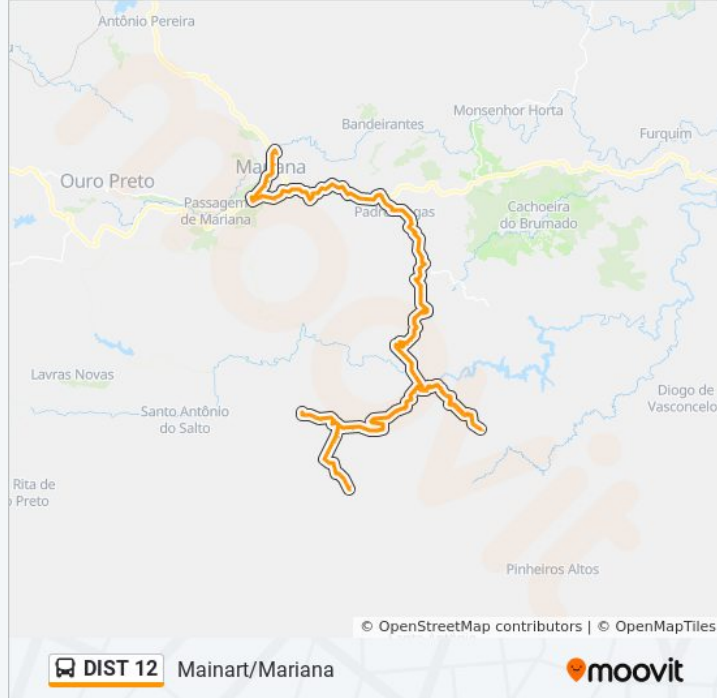 Antônio Pereira
Monsenhor Horta
Bandeirantes
Furquim
Mariana
Ouro Preto
Passagem
de Mariana
Cachoeira
do Brumado
Lavras Novas
Diogo de
Vasconcelo
Santo Antônio
do Salto
Rita de
Preto
Pinheiros Altos
© OpenStreetMap contributors | © OpenMapTiles
DIST 12
Mainart/Mariana
moovit